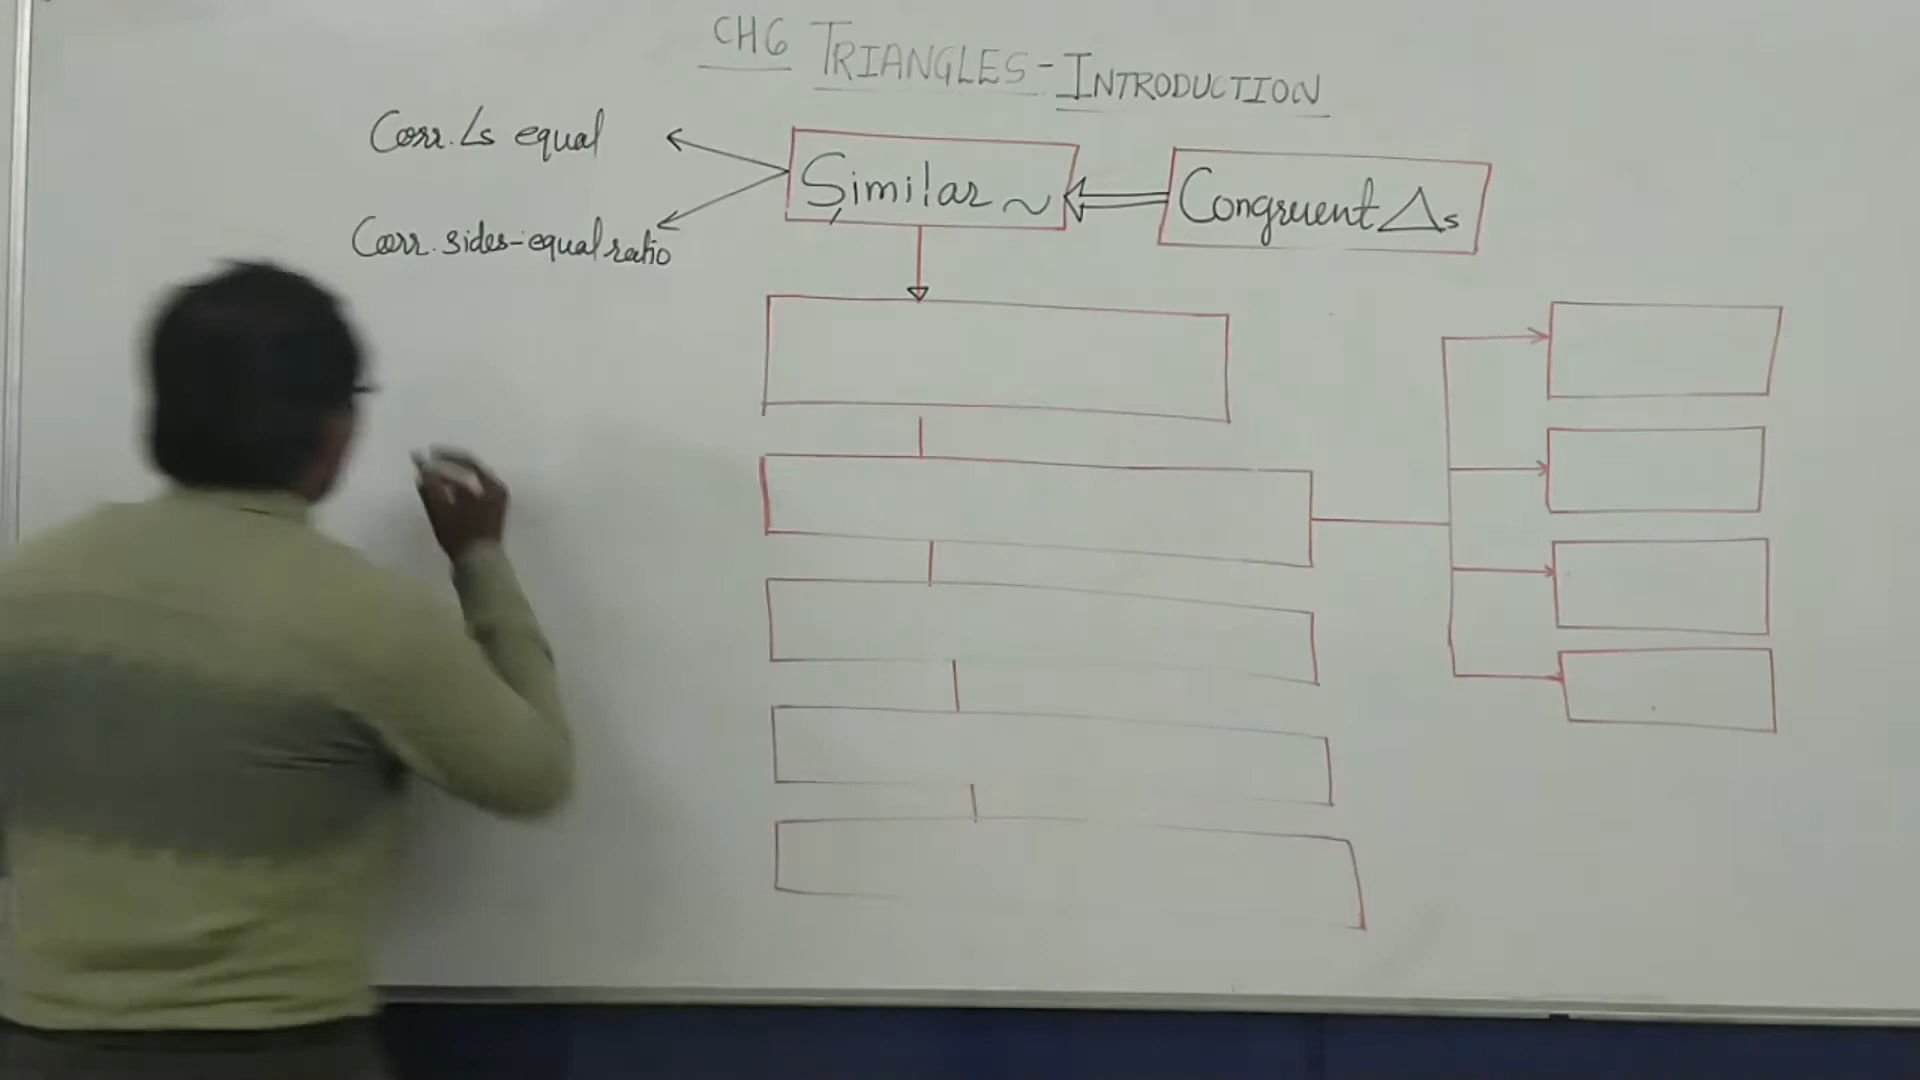 CH6 TRIANGLES-INTRODUCTION
Corr. ∠s equal
Similar ~
Congruent △s
Corr. sides-equal ratio